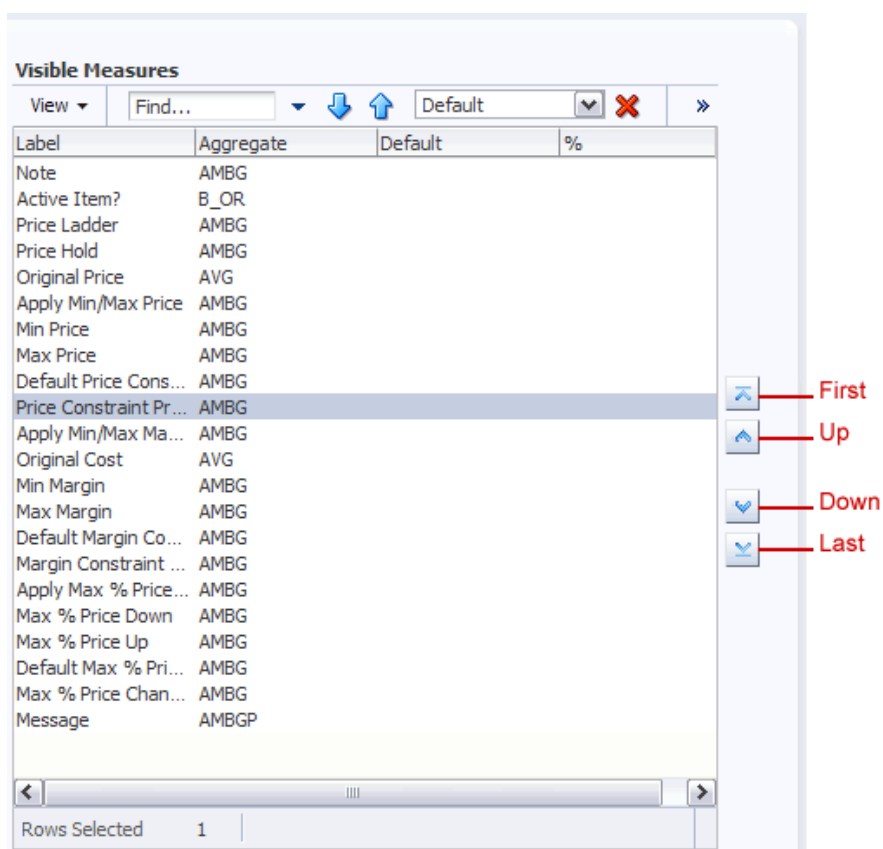 Visible Measures
View Find... Default »
Label Aggregate Default %
Note AMBG
Active Item? B_OR
Price Ladder AMBG
Price Hold AMBG
Original Price AVG
Apply Min/Max Price AMBG
Min Price AMBG
Max Price AMBG
Default Price Cons... AMBG
Price Constraint Pr... AMBG
Apply Min/Max Ma... AMBG
Original Cost AVG
Min Margin AMBG
Max Margin AMBG
Default Margin Co... AMBG
Margin Constraint ... AMBG
Apply Max % Price... AMBG
Max % Price Down AMBG
Max % Price Up AMBG
Default Max % Pri... AMBG
Max % Price Chan... AMBG
Message AMBGP
Rows Selected 1
First
Up
Down
Last